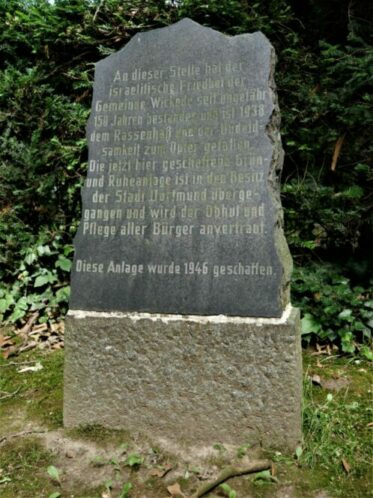 An dieser Stelle hat der
israelitische Friedhof der
Gemeinde Wickede seit ungefähr
150 Jahren bestanden und ist 1938
dem Rassenhaß und der Unduld-
samkeit zum Opfer gefallen.
Die jetzt hier geschaffene Grün-
und Ruheanlage ist in den Besitz
der Stadt Dortmund überge-
gangen und wird der Obhut und
Pflege aller Bürger anvertraut.
Diese Anlage wurde 1946 geschaffen.